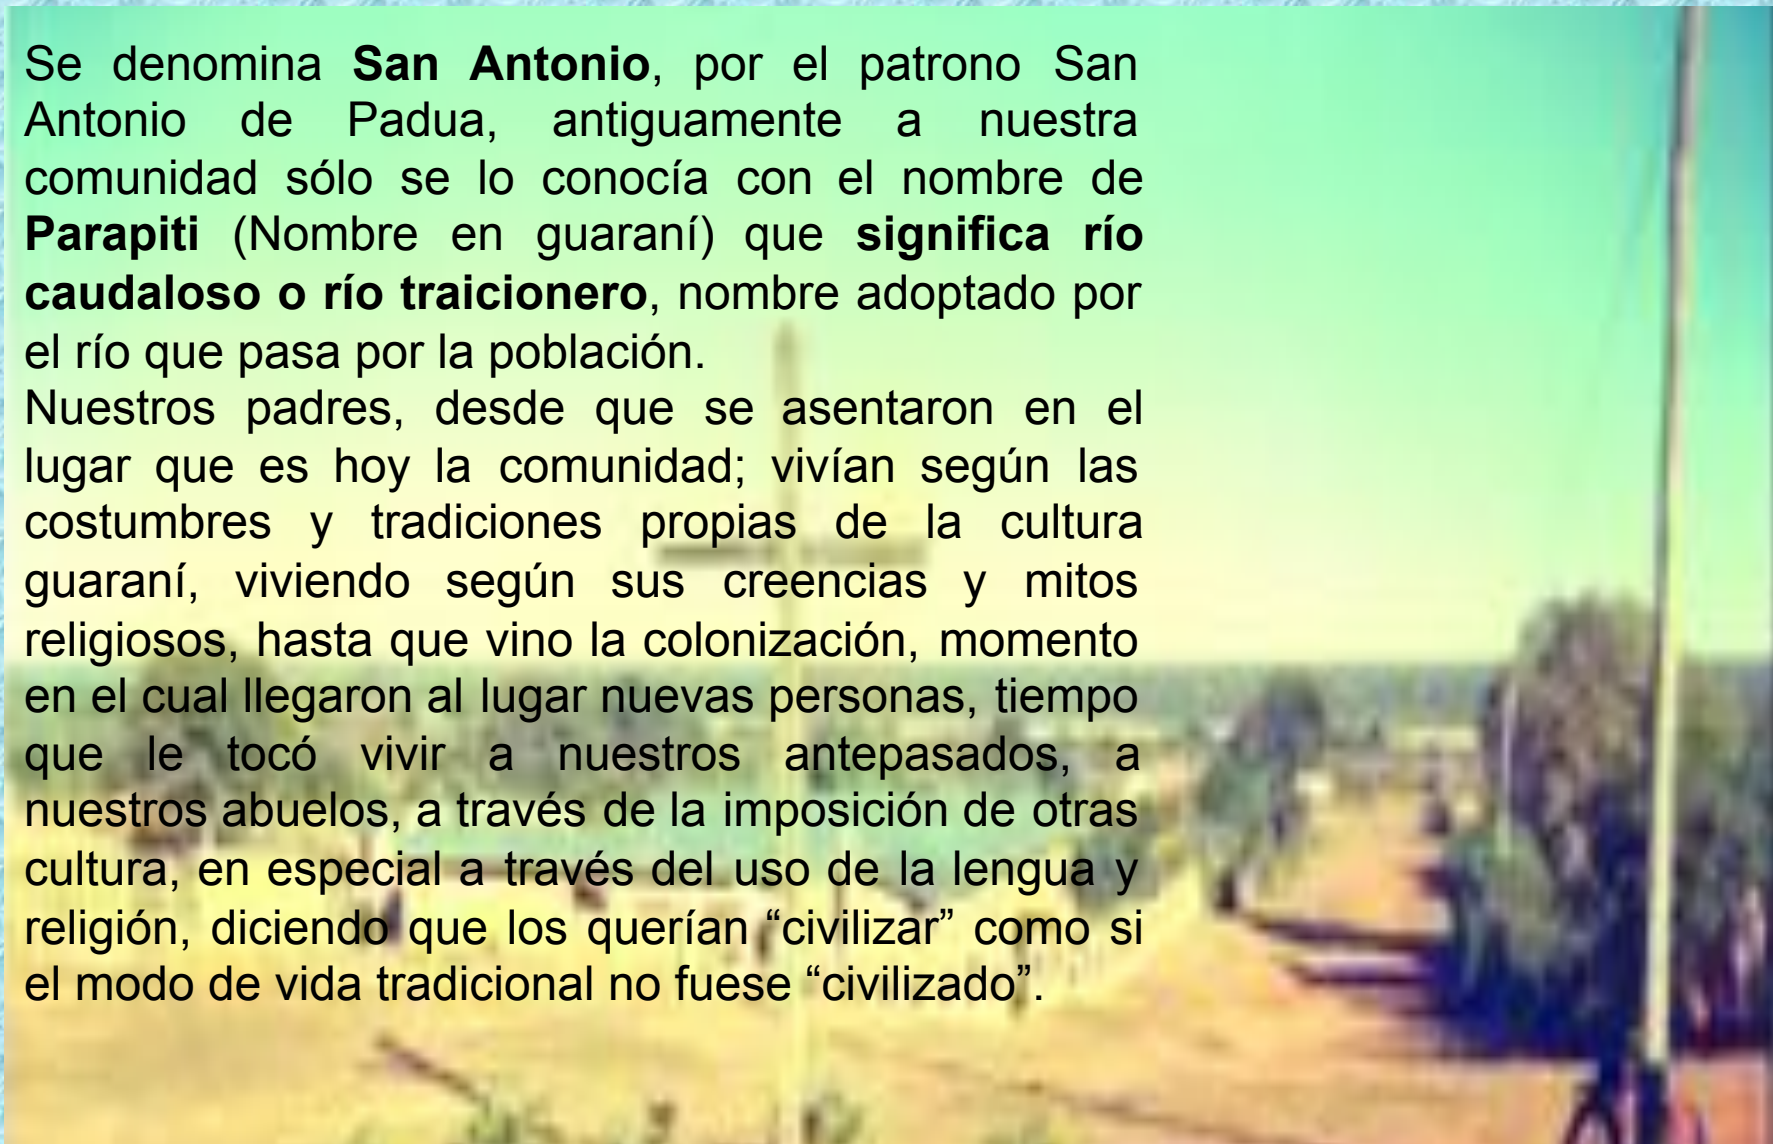 Se denomina San Antonio, por el patrono San
Antonio de Padua, antiguamente a nuestra
comunidad sólo se lo conocía con el nombre de
Parapiti (Nombre en guaraní) que significa río
caudaloso o río traicionero, nombre adoptado por
el río que pasa por la población.
Nuestros padres, desde que se asentaron en el
lugar que es hoy la comunidad; vivían según las
costumbres y tradiciones propias de la cultura
guaraní, viviendo según sus creencias y mitos
religiosos, hasta que vino la colonización, momento
en el cual llegaron al lugar nuevas personas, tiempo
que le tocó vivir a nuestros antepasados, a
nuestros abuelos, a través de la imposición de otras
cultura, en especial a través del uso de la lengua y
religión, diciendo que los querían “civilizar” como si
el modo de vida tradicional no fuese “civilizado”.